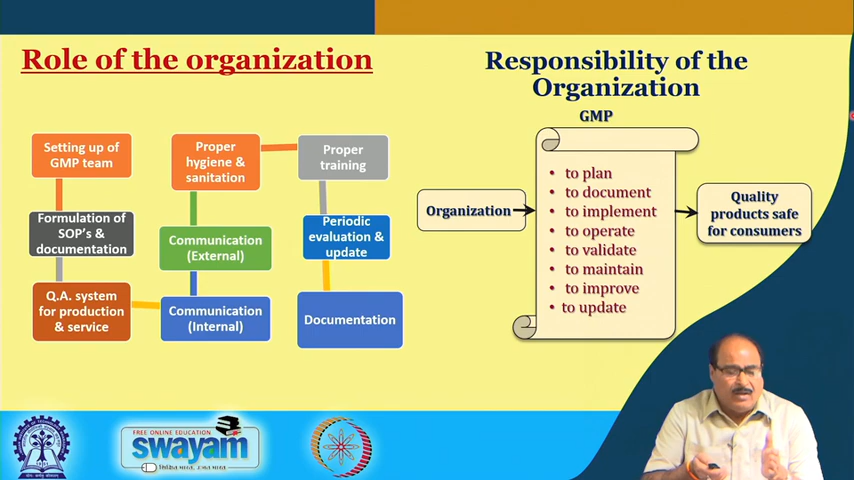 Role of the organization
Setting up of
GMP team
Formulation of
SOP's &
documentation
Q.A. system
for production
& service
Communication
(Internal)
Communication
(External)
Proper
hygiene &
sanitation
Proper
training
Periodic
evaluation &
update
Documentation
Responsibility of the
Organization
GMP
Organization
• to plan
• to document
• to implement
• to operate
• to validate
• to maintain
• to improve
• to update
Quality
products safe
for consumers
FREE ONLINE EDUCATION
swayam